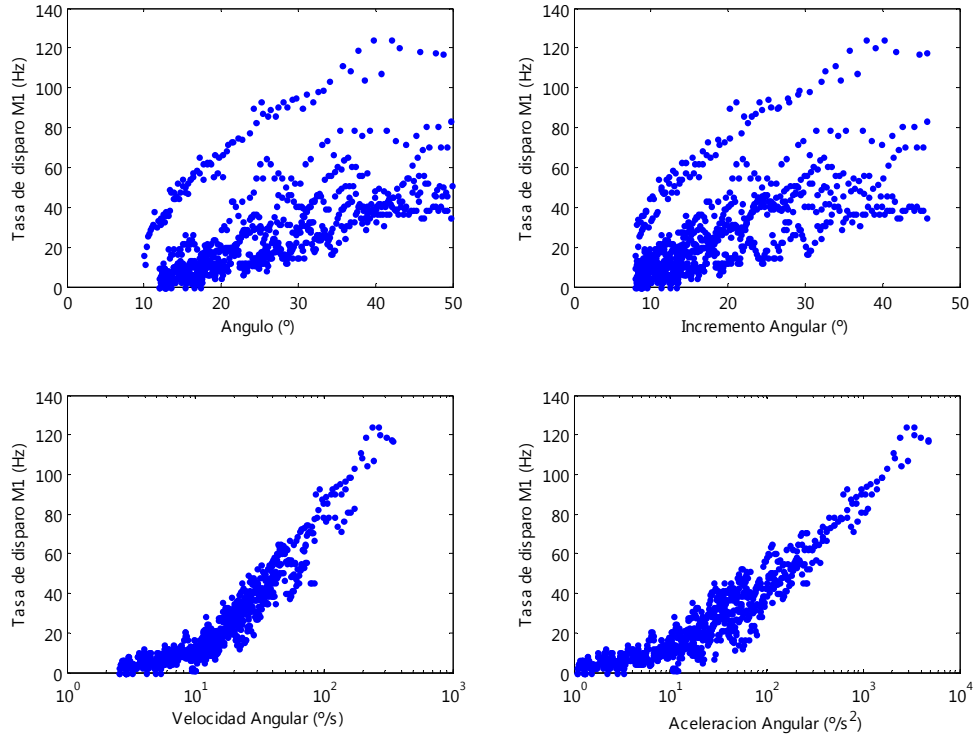 140
120
100
80
60
40
20
0
Tasa de disparo M1 (Hz)
0 10 20 30 40 50
Angulo (º)
140
120
100
80
60
40
20
0
Tasa de disparo M1 (Hz)
0 10 20 30 40 50
Incremento Angular (º)
140
120
100
80
60
40
20
0
Tasa de disparo M1 (Hz)
10^0 10^1 10^2 10^3
Velocidad Angular (º/s)
140
120
100
80
60
40
20
0
Tasa de disparo M1 (Hz)
10^0 10^1 10^2 10^3 10^4
Aceleracion Angular (º/s^2)